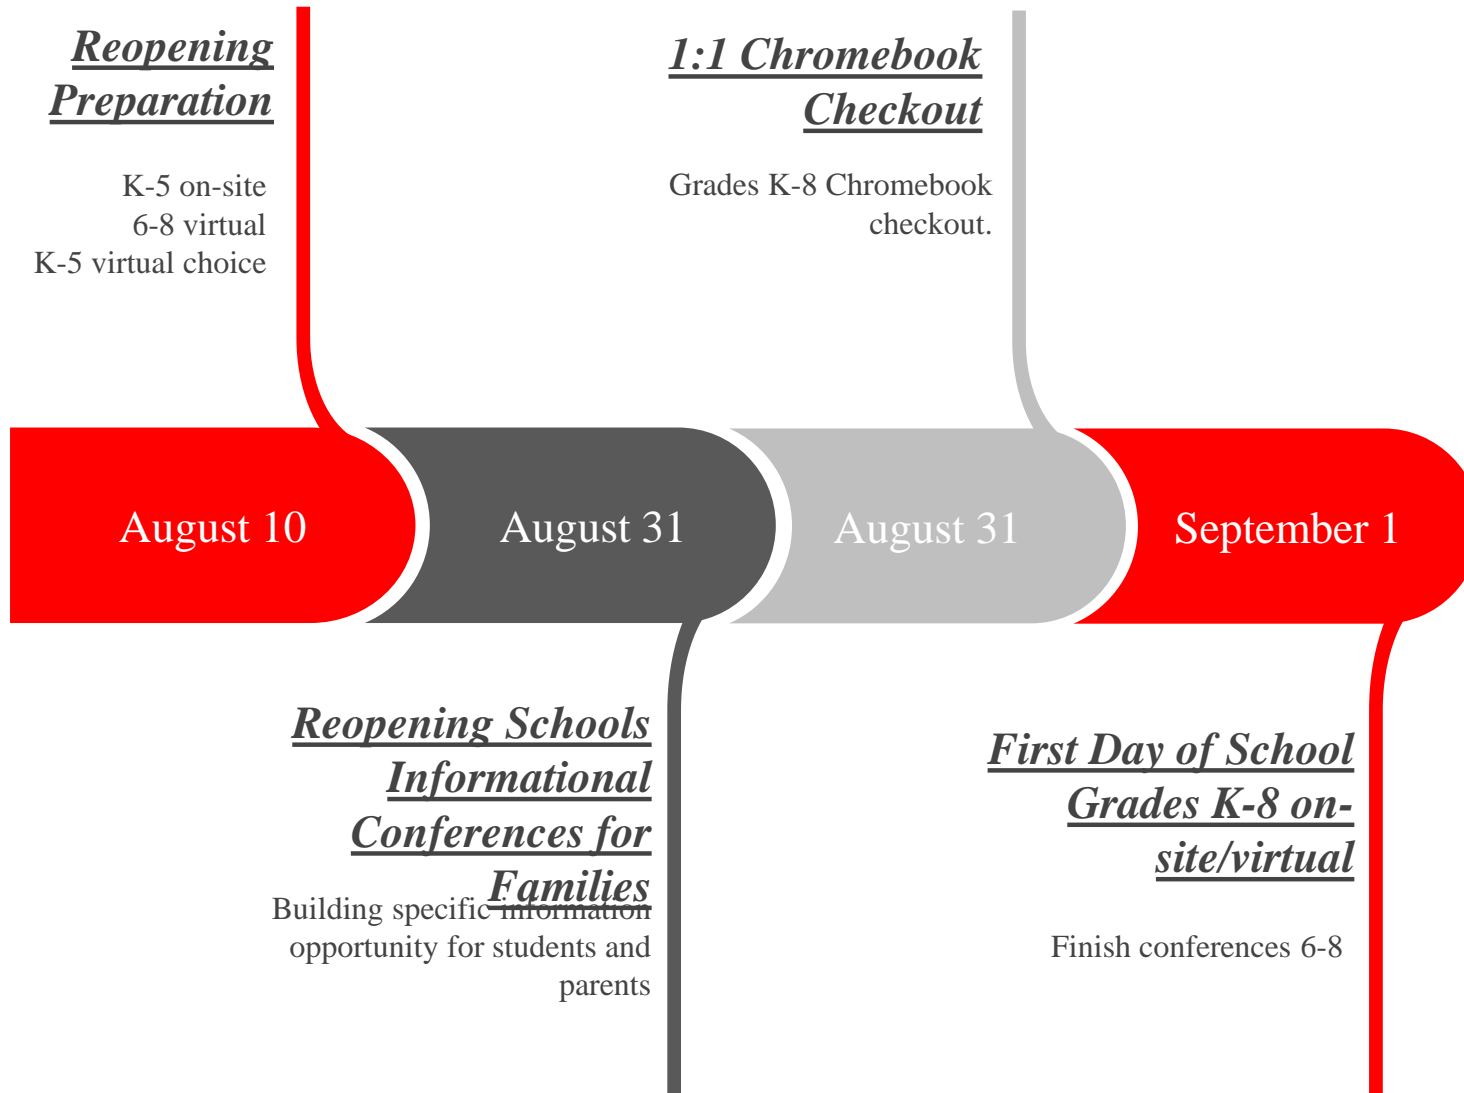 Reopening
Preparation
K-5 on-site
6-8 virtual
K-5 virtual choice
1:1 Chromebook
Checkout
Grades K-8 Chromebook
checkout.
August 10
August 31
August 31
September 1
Reopening Schools
Informational
Conferences for
Families
Building specific information
opportunity for students and
parents
First Day of School
Grades K-8 on-
site/virtual
Finish conferences 6-8